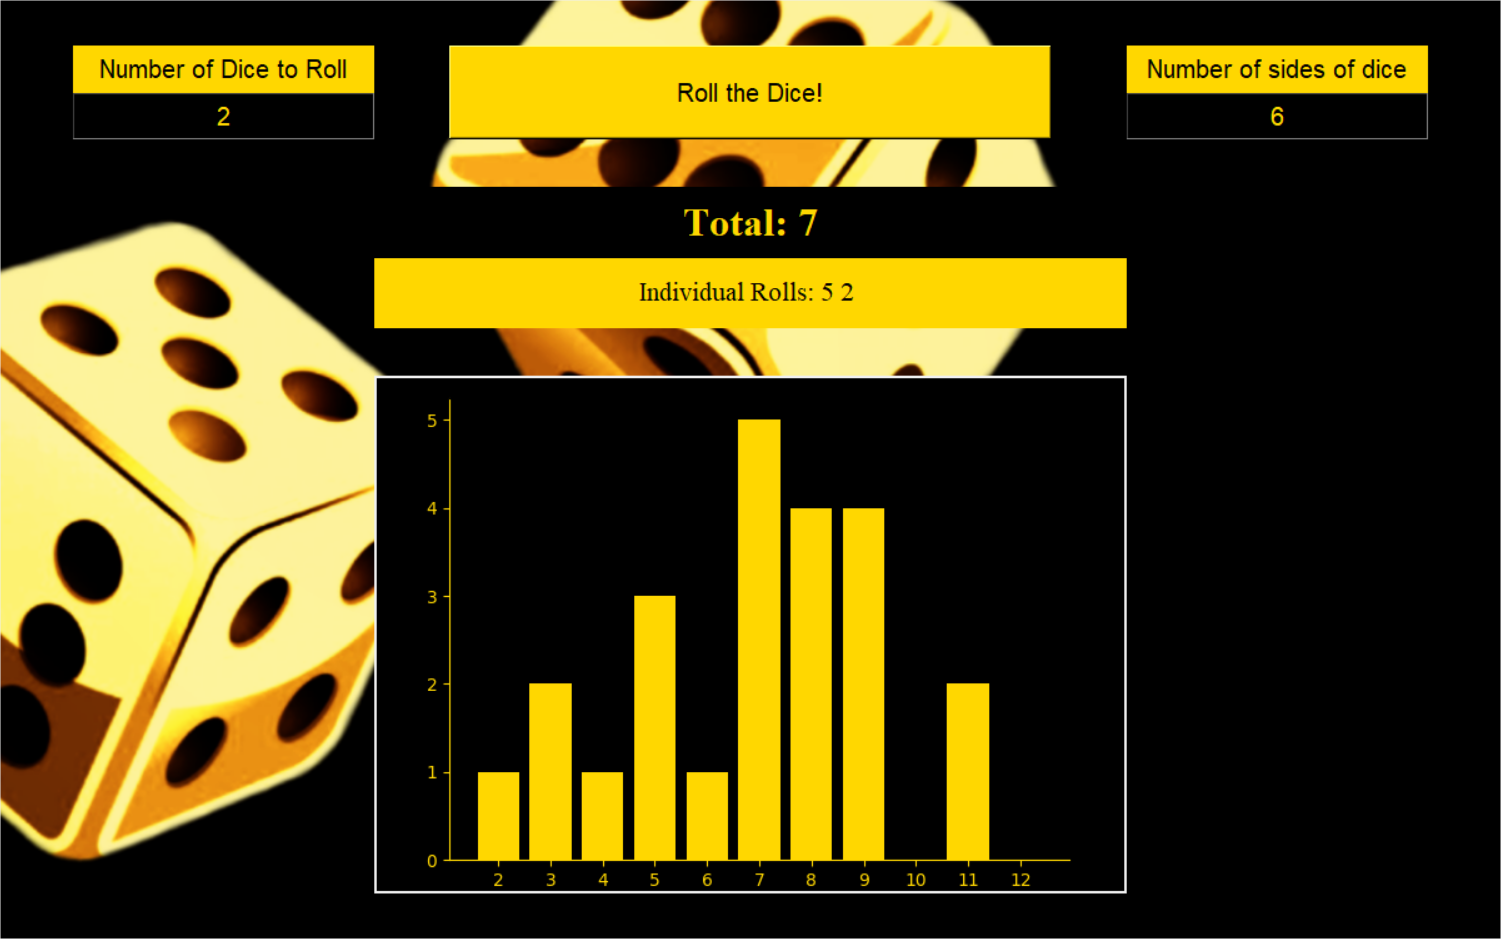 Number of Dice to Roll
2
Roll the Dice!
Number of sides of dice
6
Total: 7
Individual Rolls: 5 2
5
4
3
2
1
0
2 3 4 5 6 7 8 9 10 11 12